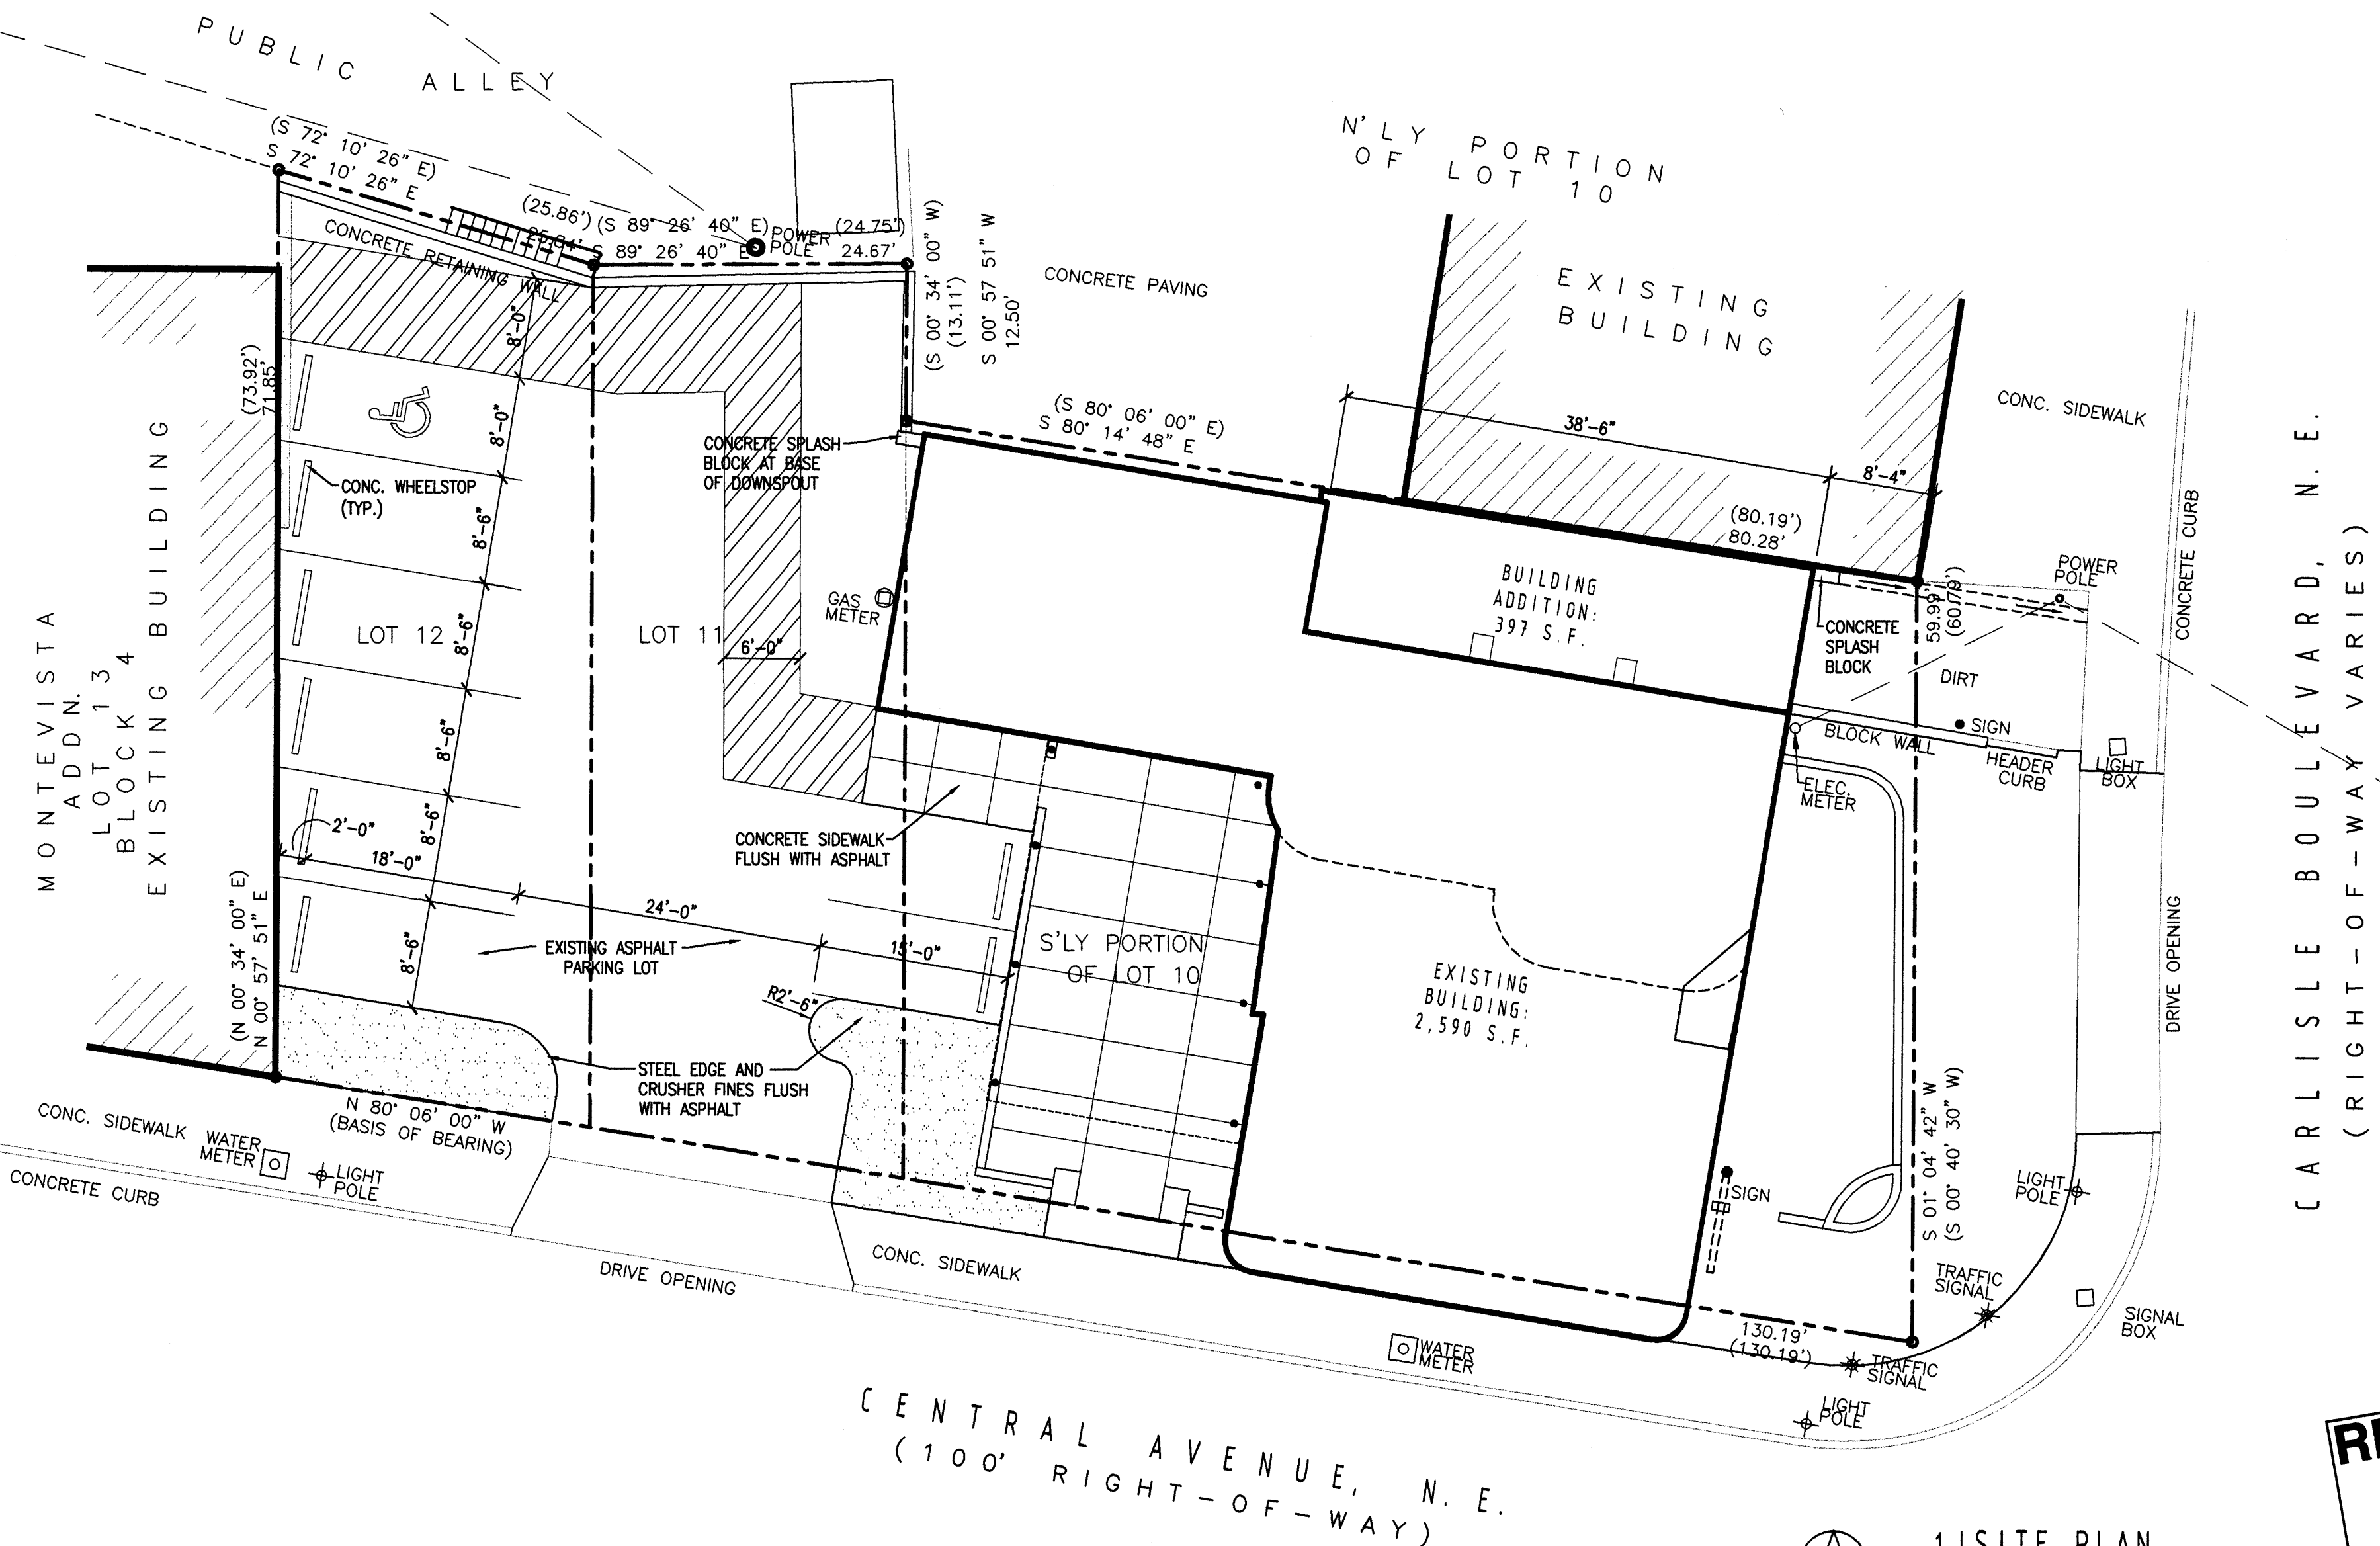 PUBLIC ALLEY
(S 72° 10' 26" E)
S 72° 10' 26" E
(25.86')
25.84'
(S 89° 26' 40" E)
S 89° 26' 40" E
POWER
POLE
(24.75')
24.67'
CONCRETE RETAINING WALL
(S 00° 34' 00" W)
(13.11')
S 00° 57' 51" W
12.50'
CONCRETE PAVING
N'LY PORTION
OF LOT 10
EXISTING
BUILDING
CONC. SIDEWALK
38'-6"
8'-4"
(S 80° 06' 00" E)
S 80° 14' 48" E
(80.19')
80.28'
8'-0"
8'-0"
8'-6"
8'-6"
8'-6"
8'-6"
8'-6"
(73.92')
71.85'
CONC. WHEELSTOP
(TYP.)
CONCRETE SPLASH
BLOCK AT BASE
OF DOWNSPOUT
GAS
METER
LOT 12
LOT 11
6'-0"
BUILDING
ADDITION:
397 S.F.
CONCRETE
SPLASH
BLOCK
59.99'
(60.79')
POWER
POLE
DIRT
SIGN
BLOCK WALL
HEADER
CURB
LIGHT
BOX
ELEC.
METER
CONCRETE CURB
DRIVE OPENING
CARLISLE BOULEVARD, N.E.
(RIGHT-OF-WAY VARIES)
MONTEVISTA
ADDN.
LOT 13
BLOCK 4
EXISTING BUILDING
2'-0"
18'-0"
24'-0"
15'-0"
8'-6"
CONCRETE SIDEWALK
FLUSH WITH ASPHALT
EXISTING ASPHALT
PARKING LOT
R2'-6"
S'LY PORTION
OF LOT 10
EXISTING
BUILDING:
2,590 S.F.
(N 00° 34' 00" E)
N 00° 57' 51" E
STEEL EDGE AND
CRUSHER FINES FLUSH
WITH ASPHALT
N 80° 06' 00" W
(BASIS OF BEARING)
CONC. SIDEWALK
WATER
METER
LIGHT
POLE
CONCRETE CURB
DRIVE OPENING
CONC. SIDEWALK
SIGN
S 01° 04' 42" W
(S 00° 40' 30" W)
LIGHT
POLE
TRAFFIC
SIGNAL
SIGNAL
BOX
130.19'
(130.19')
TRAFFIC
SIGNAL
WATER
METER
LIGHT
POLE
CENTRAL AVENUE, N.E.
(100' RIGHT-OF-WAY)
1 SITE PLAN